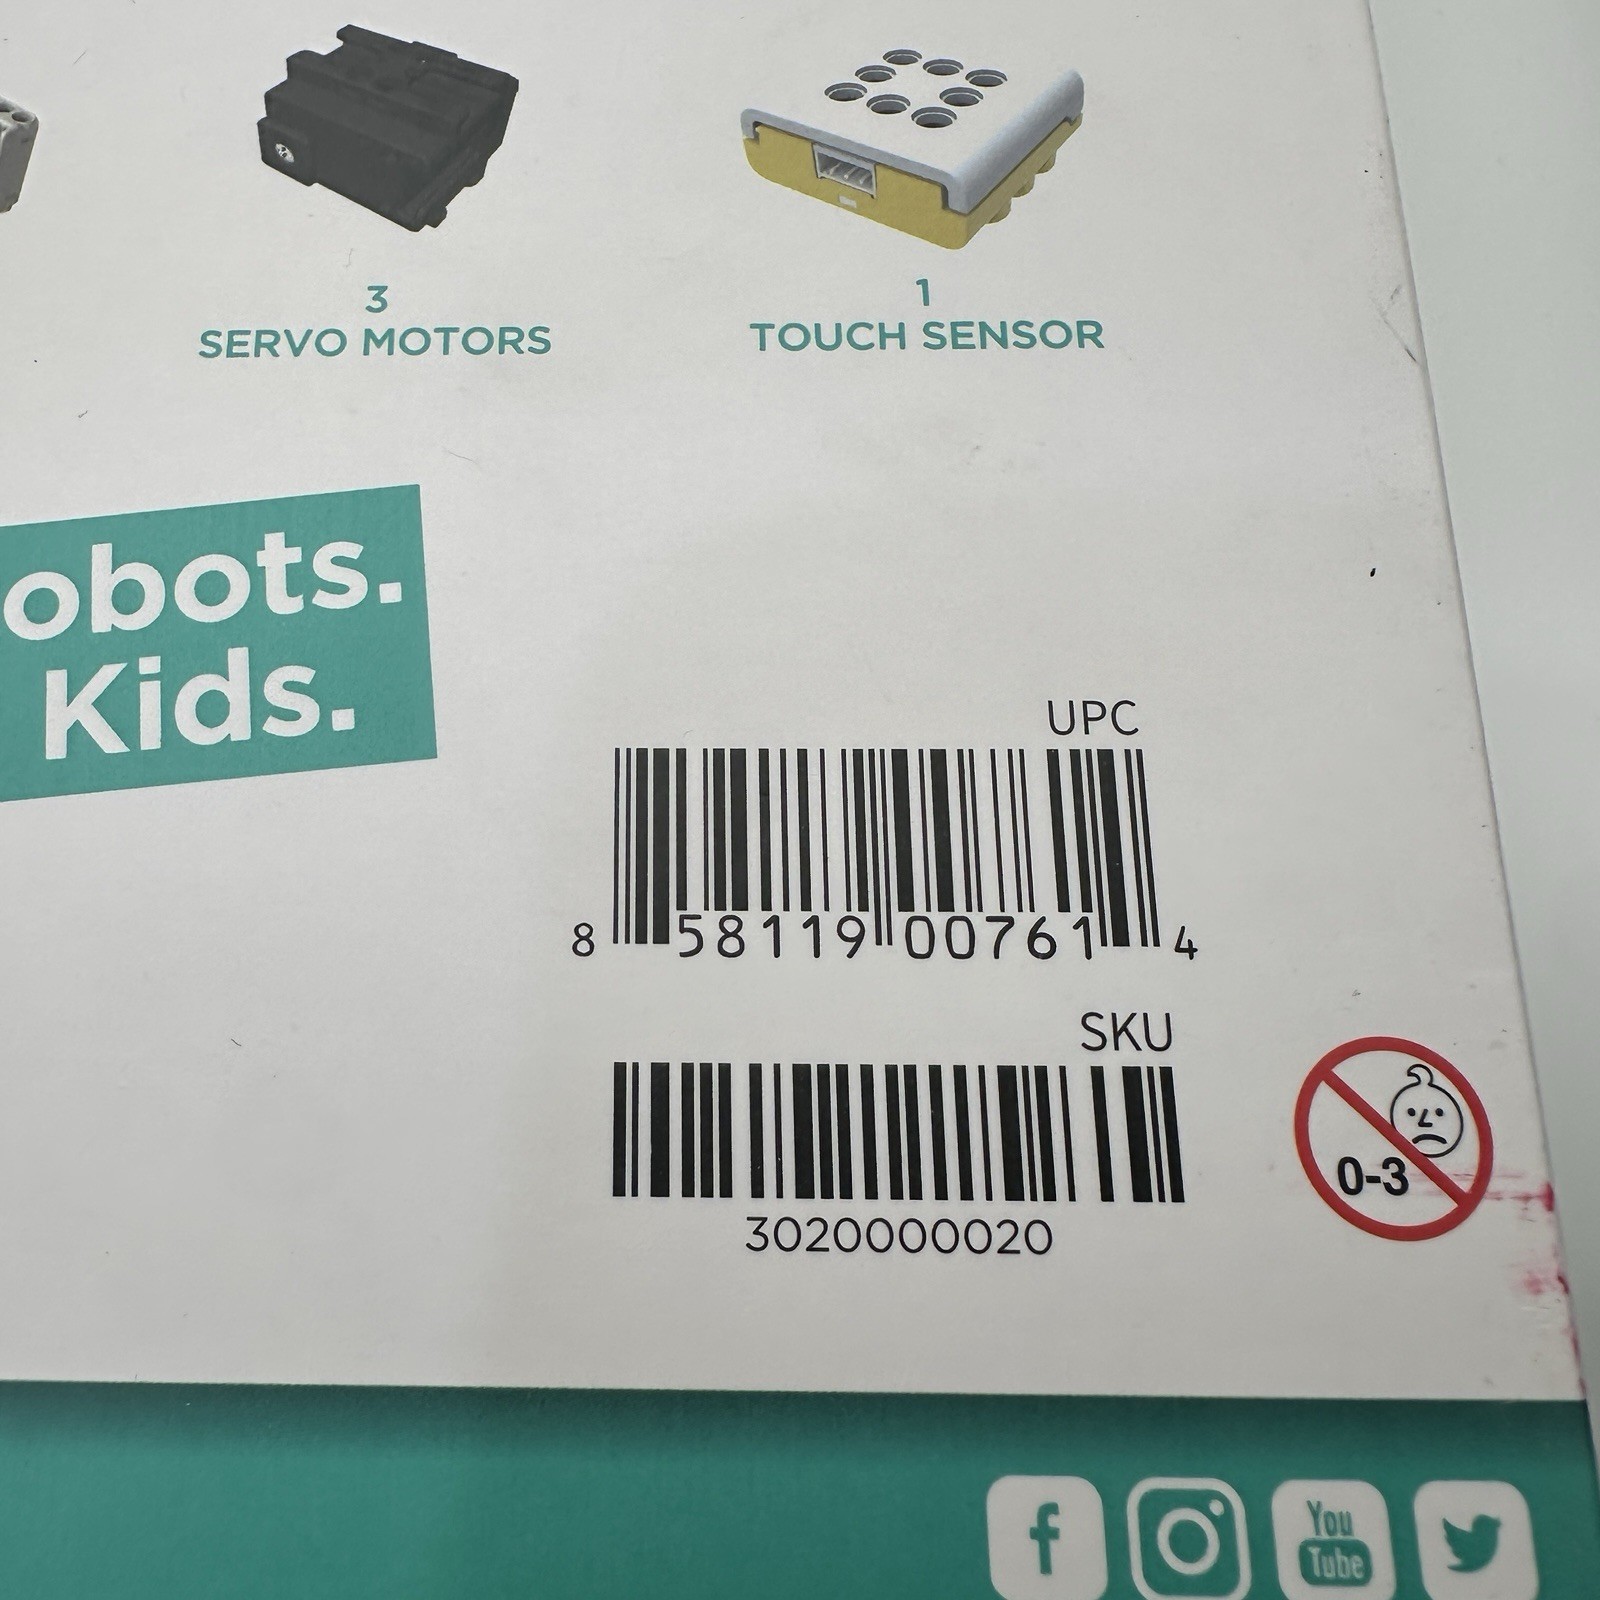 3
SERVO MOTORS
1
TOUCH SENSOR
obots.
Kids.
UPC
8 58119 00761 4
SKU
3020000020
0-3
f
You
Tube